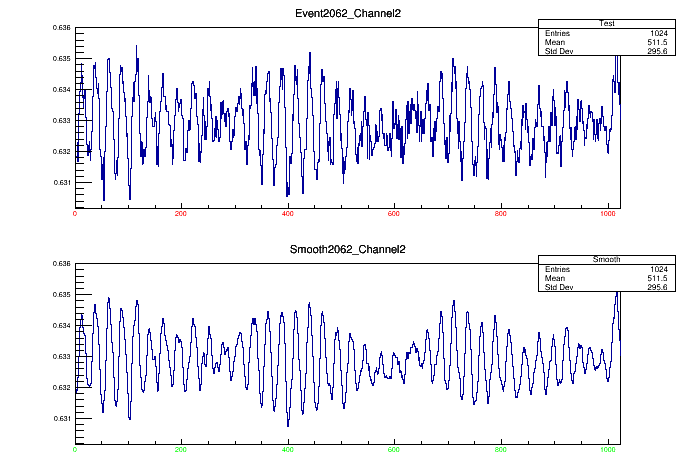 Event2062_Channel2
Test
Entries 1024
Mean 511.5
Std Dev 295.6
0.636
0.635
0.634
0.633
0.632
0.631
0 200 400 600 800 1000
Smooth2062_Channel2
Smooth
Entries 1024
Mean 511.5
Std Dev 295.6
0.636
0.635
0.634
0.633
0.632
0.631
0 200 400 600 800 1000